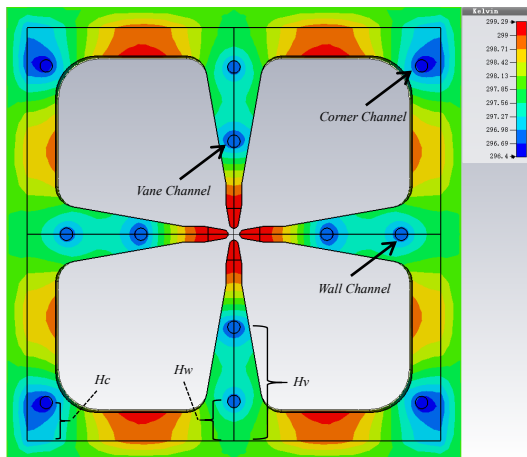 Kelvin
299.29
299
298.71
298.42
298.13
297.85
297.56
297.27
296.98
296.69
296.4
Corner Channel
Vane Channel
Wall Channel
Hc
Hw
Hv